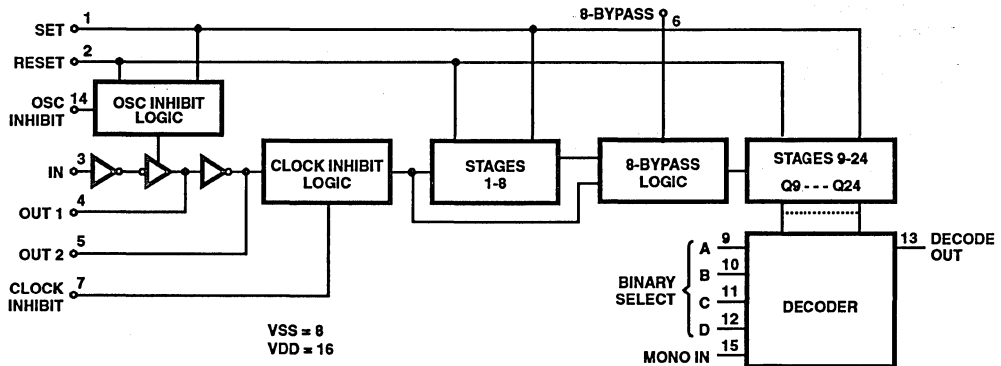 8-BYPASS
6
SET 1
RESET 2
OSC INHIBIT 14
OSC INHIBIT LOGIC
IN 3
OUT 1 4
OUT 2 5
CLOCK INHIBIT 7
CLOCK INHIBIT LOGIC
STAGES 1-8
8-BYPASS LOGIC
STAGES 9-24
Q9 - - - Q24
BINARY SELECT
A 9
B 10
C 11
D 12
MONO IN 15
DECODER
13 DECODE OUT
VSS = 8
VDD = 16